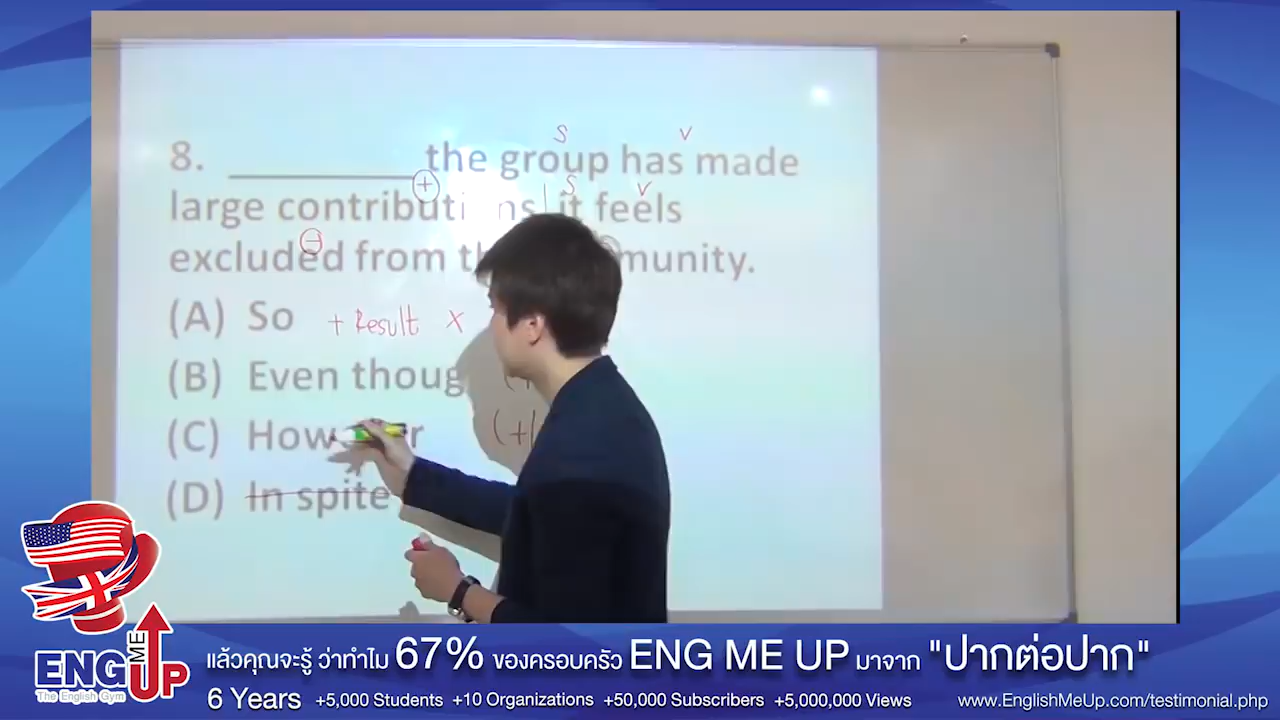 S V
8. __________ the group has made
+ S V
large contributi ns it feels
−
excluded from th munity.
(A) So + Result X
(B) Even thoug (+
(C) How r (+/
(D) In spite
ENG ME UP
The English Gym
แล้วคุณจะรู้ ว่าทำไม 67% ของครอบครัว ENG ME UP มาจาก "ปากต่อปาก"
6 Years +5,000 Students +10 Organizations +50,000 Subscribers +5,000,000 Views www.EnglishMeUp.com/testimonial.php